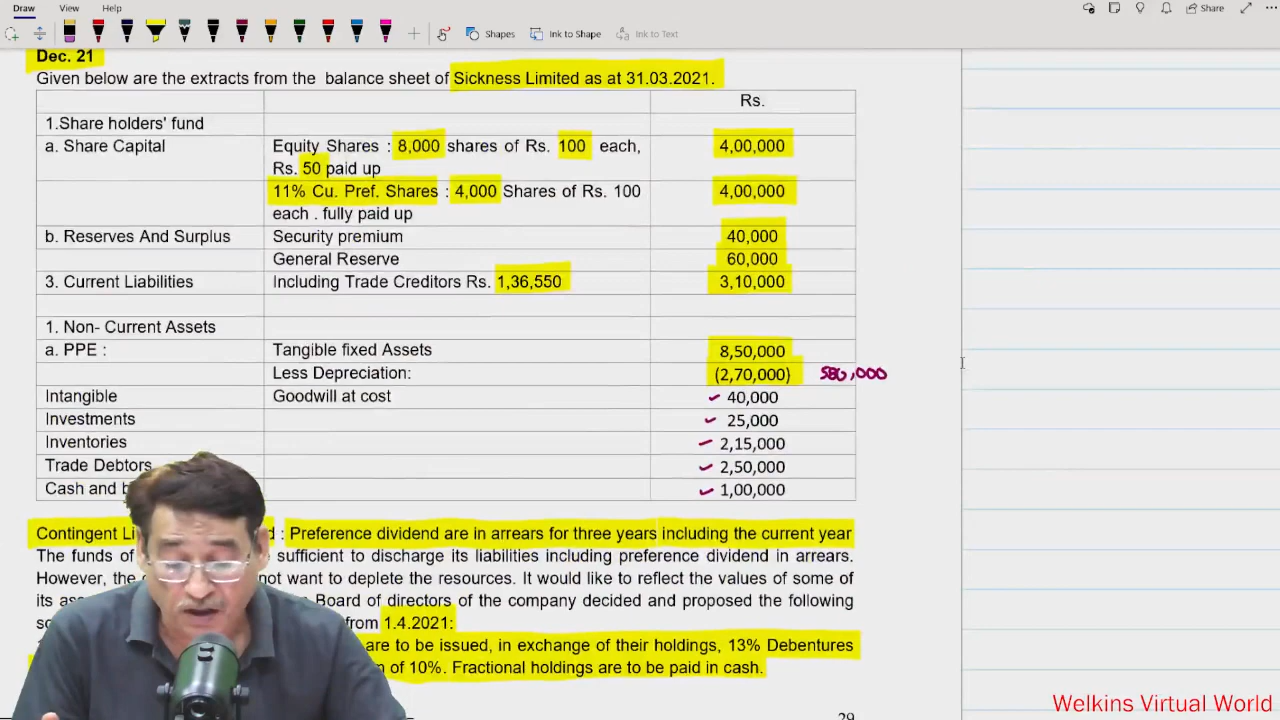 Draw View Help
Share
Shapes Ink to Shape Ink to Text
Dec. 21
Given below are the extracts from the balance sheet of Sickness Limited as at 31.03.2021.
Rs.
1.Share holders' fund
a. Share Capital Equity Shares : 8,000 shares of Rs. 100 each, 4,00,000
Rs. 50 paid up
11% Cu. Pref. Shares : 4,000 Shares of Rs. 100 4,00,000
each . fully paid up
b. Reserves And Surplus Security premium 40,000
General Reserve 60,000
3. Current Liabilities Including Trade Creditors Rs. 1,36,550 3,10,000
1. Non- Current Assets
a. PPE : Tangible fixed Assets 8,50,000
Less Depreciation: (2,70,000) 580,000
Intangible Goodwill at cost 40,000
Investments 25,000
Inventories 2,15,000
Trade Debtors 2,50,000
Cash and 1,00,000
Contingent : Preference dividend are in arrears for three years including the current year
The funds of sufficient to discharge its liabilities including preference dividend in arrears.
However, the not want to deplete the resources. It would like to reflect the values of some of
its Board of directors of the company decided and proposed the following
from 1.4.2021:
are to be issued, in exchange of their holdings, 13% Debentures
of 10%. Fractional holdings are to be paid in cash.
29
Welkins Virtual World